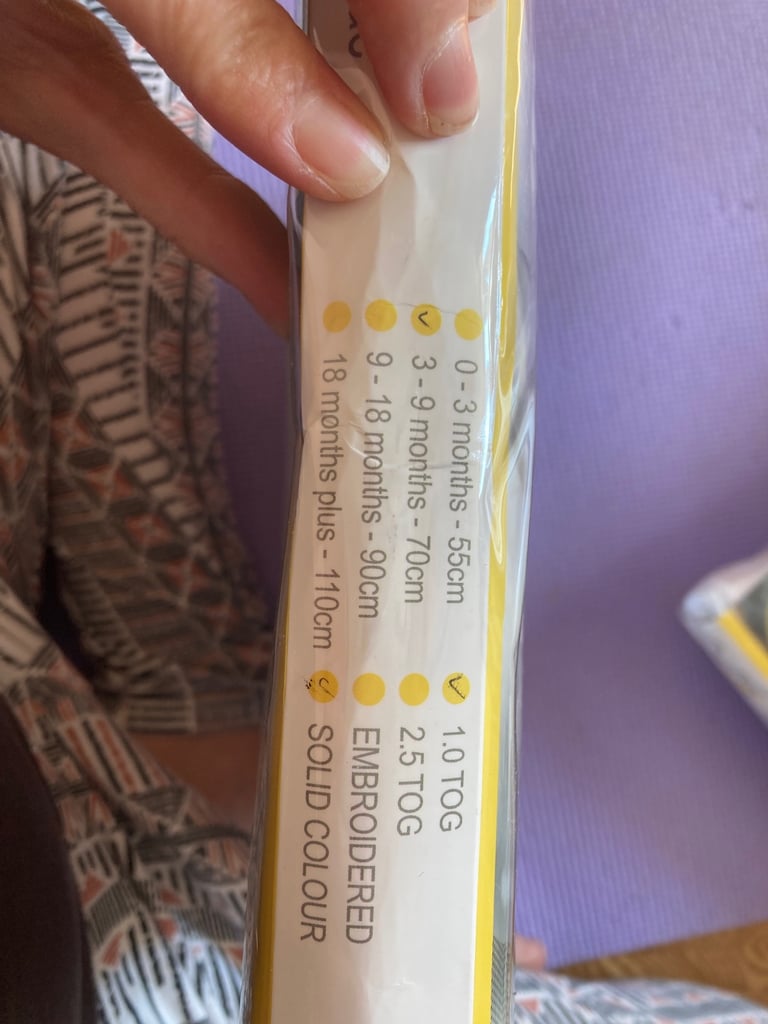 0 - 3 months - 55cm
3 - 9 months - 70cm
9 - 18 months - 90cm
18 months plus - 110cm
1.0 TOG
2.5 TOG
EMBROIDERED
SOLID COLOUR